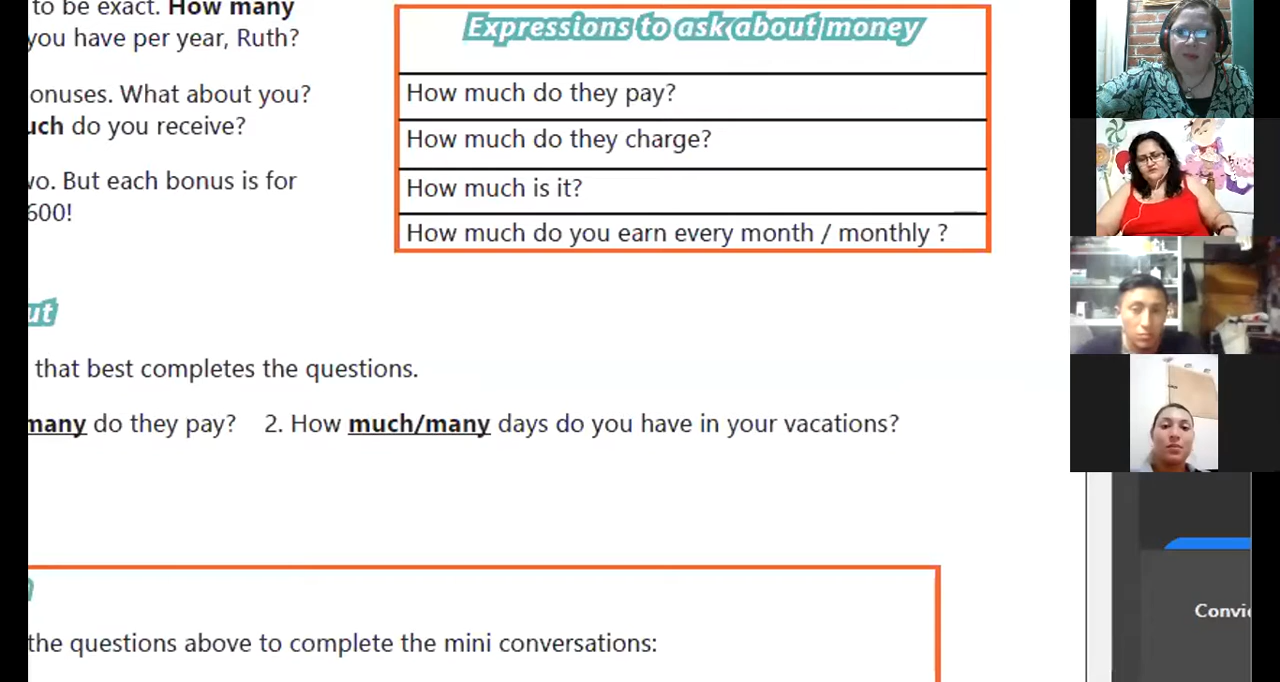 to be exact. How many
you have per year, Ruth?
onuses. What about you?
uch do you receive?
wo. But each bonus is for
600!
Expressions to ask about money
How much do they pay?
How much do they charge?
How much is it?
How much do you earn every month / monthly ?
ut
that best completes the questions.
many do they pay? 2. How much/many days do you have in your vacations?
the questions above to complete the mini conversations:
Convi